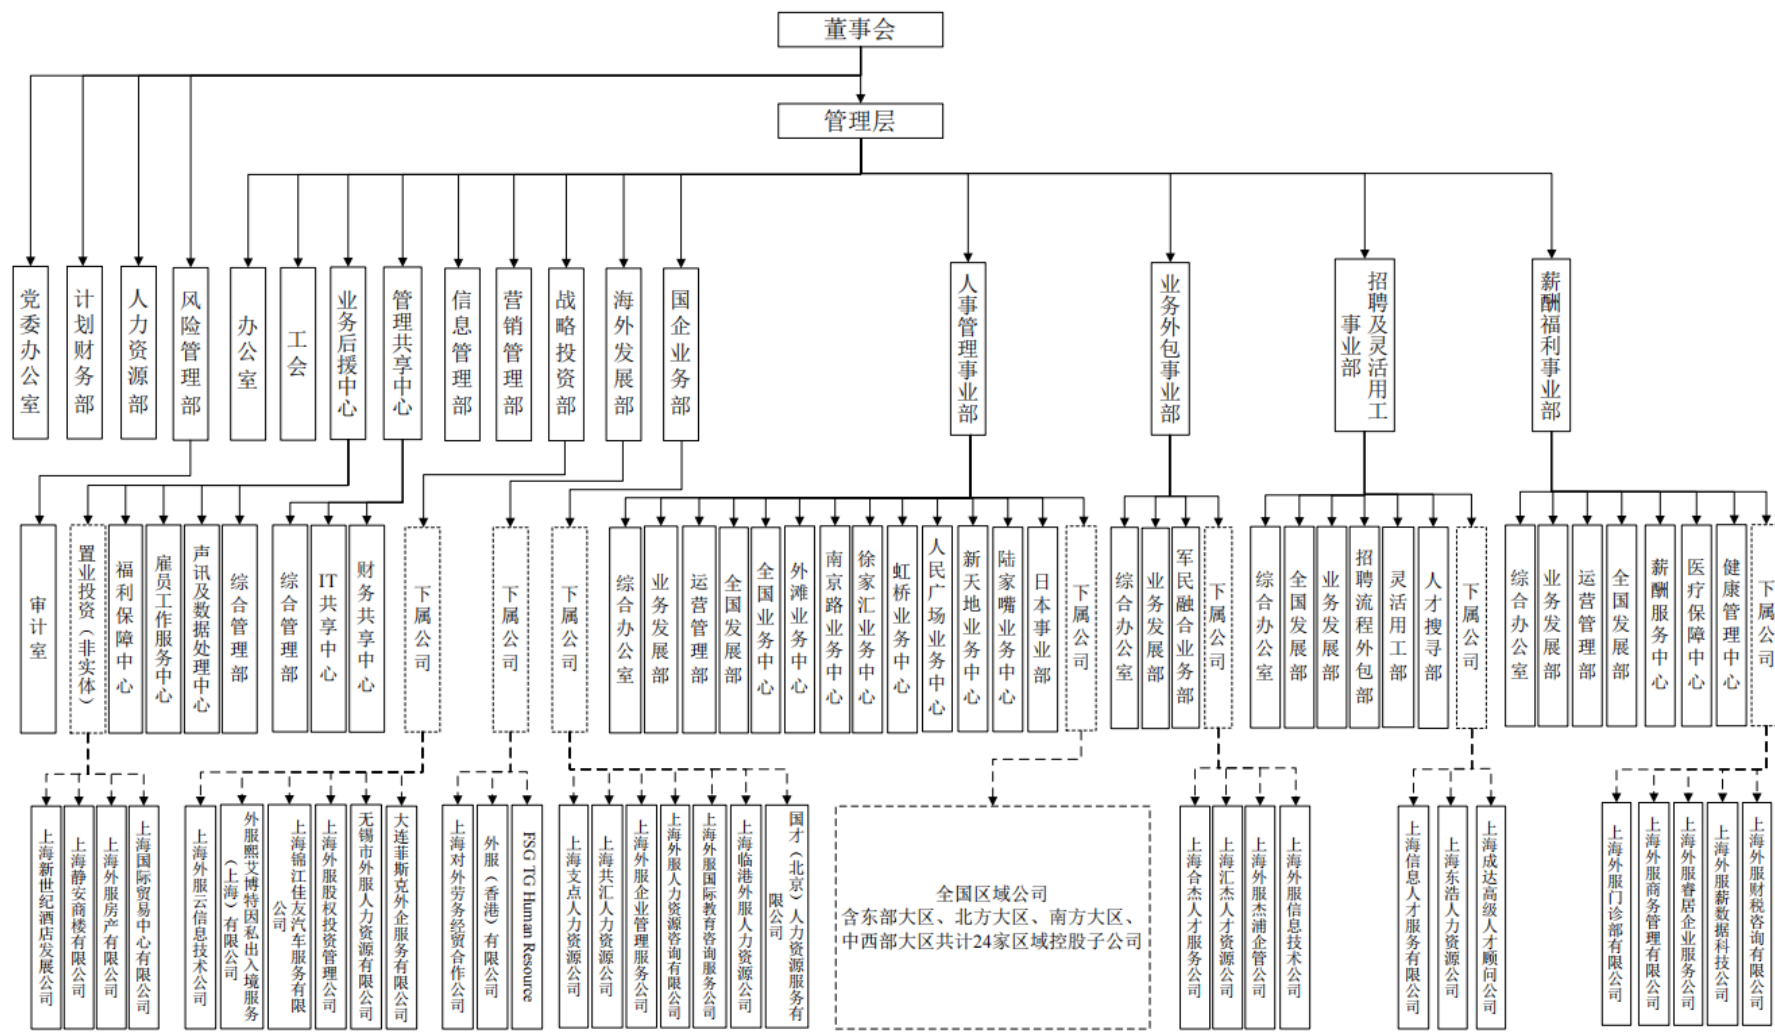 董事会
管理层
党委办公室
计划财务部
人力资源部
风险管理部
办公室
工会
业务后援中心
管理共享中心
信息管理部
营销管理部
战略投资部
海外发展部
国企业务部
人事管理事业部
业务外包事业部
招聘及灵活用工
事业部
薪酬福利事业部
审计室
置业投资（非实体）
福利保障中心
雇员工作服务中心
声讯及数据处理中心
综合管理部
综合管理部
IT共享中心
财务共享中心
下属公司
下属公司
下属公司
综合办公室
业务发展部
运营管理部
全国发展部
全国业务中心
外滩业务中心
南京路业务中心
徐家汇业务中心
虹桥业务中心
人民广场业务中心
新天地业务中心
陆家嘴业务中心
日本事业部
下属公司
综合办公室
业务发展部
军民融合业务部
下属公司
综合办公室
全国发展部
业务发展部
招聘流程外包部
灵活用工部
人才搜寻部
下属公司
综合办公室
业务发展部
运营管理部
全国发展部
薪酬服务中心
医疗保障中心
健康管理中心
下属公司
上海新世纪酒店发展公司
上海静安商楼有限公司
上海外服房产有限公司
上海国际贸易中心有限公司
上海外服云信息技术公司
外服熙艾博特因私出入境服务
（上海）有限公司
上海锦江佳友汽车服务有限
公司
上海外服股权投资管理公司
无锡市外服人力资源有限公司
大连菲斯克外企服务有限公司
上海对外劳务经贸合作公司
外服（香港）有限公司
FSG TG Human Resource
上海支点人力资源公司
上海共汇人力资源公司
上海外服企业管理服务公司
上海外服人力资源咨询有限公司
上海外服国际教育咨询服务公司
上海临港外服人力资源公司
国才（北京）人力资源服务有
限公司
全国区域公司
含东部大区、北方大区、南方大区、
中西部大区共计24家区域控股子公司
上海合杰人才服务公司
上海汇杰人才资源公司
上海外服杰浦企管公司
上海外服信息技术公司
上海信息人才服务有限公司
上海东浩人力资源公司
上海成达高级人才顾问公司
上海外服门诊部有限公司
上海外服商务管理有限公司
上海外服睿居企业服务公司
上海外服薪数据科技公司
上海外服财税咨询有限公司